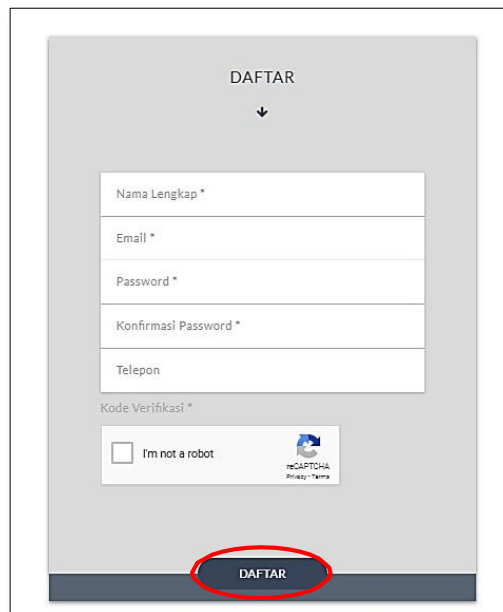 DAFTAR
Nama Lengkap *
Email *
Password *
Konfirmasi Password *
Telepon
Kode Verifikasi *
I'm not a robot
reCAPTCHA
Privacy - Terms
DAFTAR